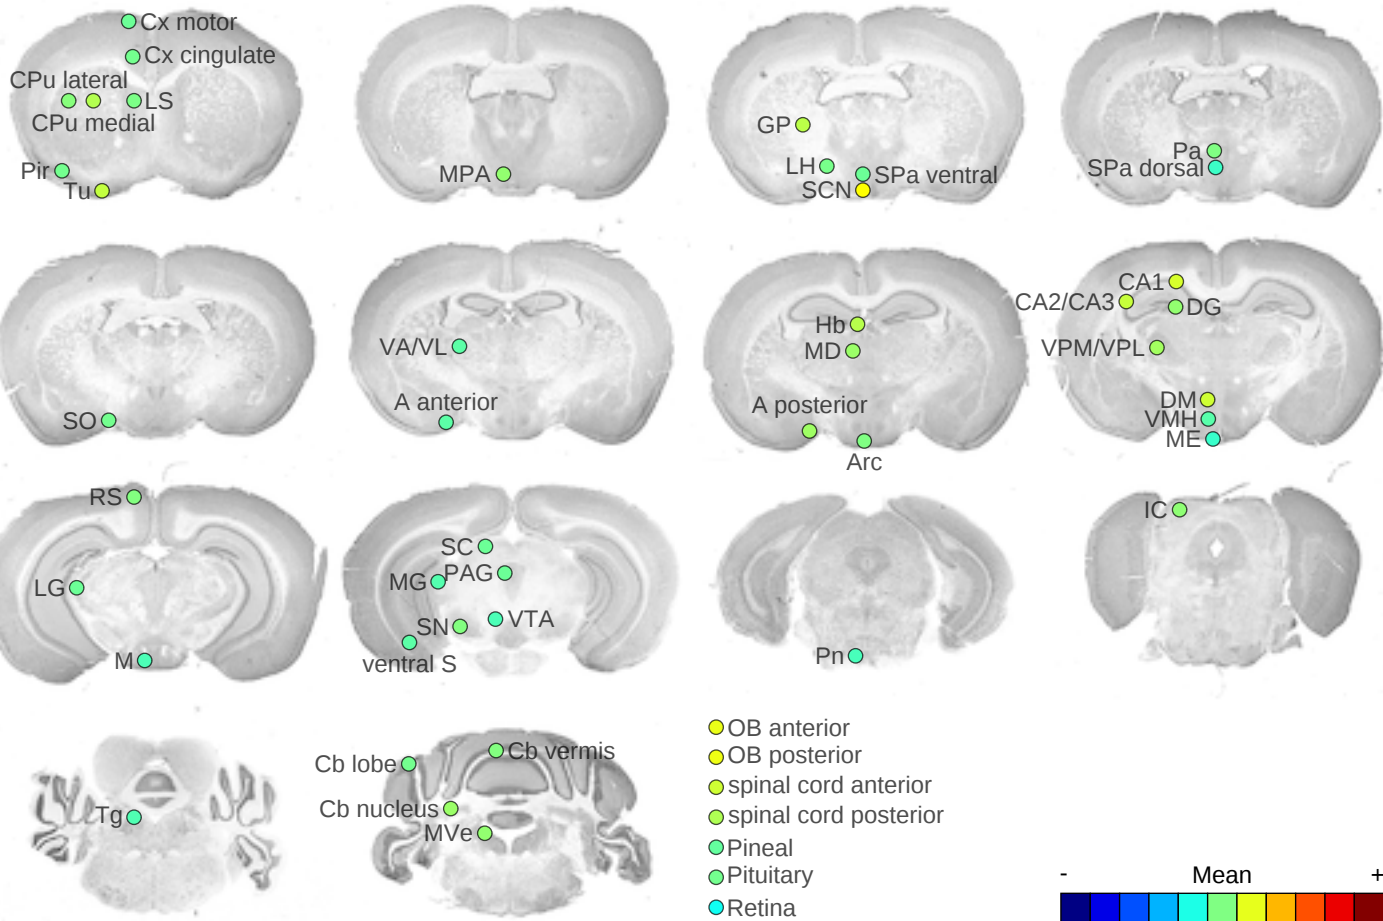 Cx motor
Cx cingulate
CPu lateral
LS
CPu medial
Pir
Tu
MPA
GP
LH
SPa ventral
SCN
Pa
SPa dorsal
SO
VA/VL
A anterior
Hb
MD
A posterior
Arc
CA1
CA2/CA3
DG
VPM/VPL
DM
VMH
ME
RS
LG
M
SC
PAG
MG
VTA
SN
ventral S
Pn
IC
Tg
Cb vermis
Cb lobe
Cb nucleus
MVe
OB anterior
OB posterior
spinal cord anterior
spinal cord posterior
Pineal
Pituitary
Retina
- Mean +